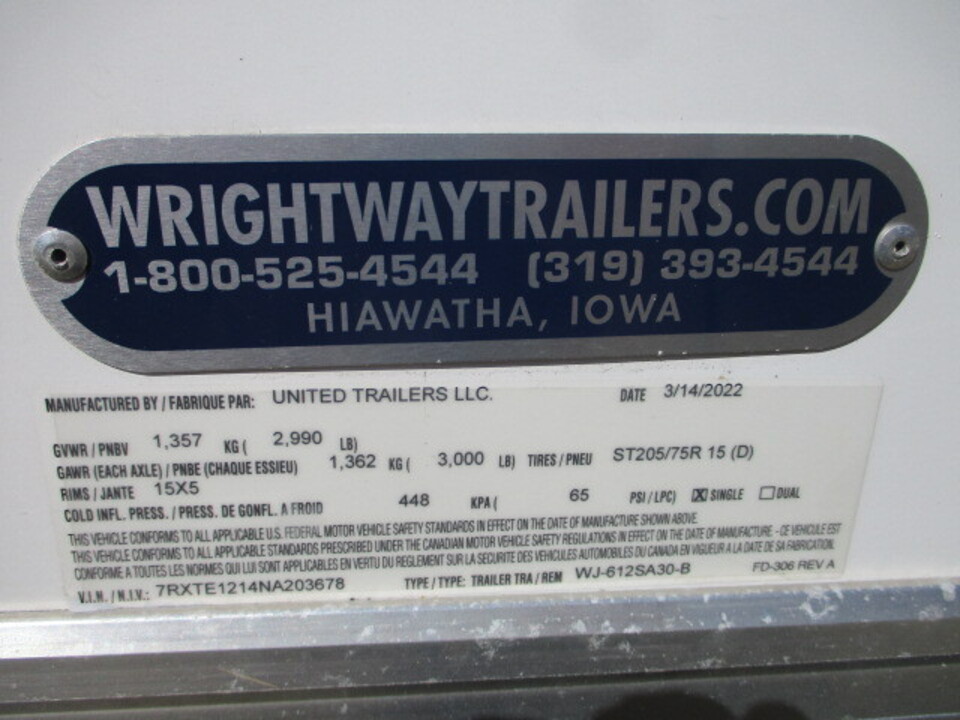 WRIGHTWAYTRAILERS.COM
1-800-525-4544 (319) 393-4544
HIAWATHA, IOWA
MANUFACTURED BY / FABRIQUE PAR: UNITED TRAILERS LLC. DATE 3/14/2022
GVWR / PNBV 1,357 KG ( 2,990 LB)
GAWR (EACH AXLE) / PNBE (CHAQUE ESSIEU) 1,362 KG ( 3,000 LB) TIRES / PNEU ST205/75R 15 (D)
RIMS / JANTE 15X5
COLD INFL. PRESS. / PRESS. DE GONFL. A FROID 448 KPA ( 65 PSI / LPC) ☒ SINGLE ☐ DUAL
THIS VEHICLE CONFORMS TO ALL APPLICABLE U.S. FEDERAL MOTOR VEHICLE SAFETY STANDARDS IN EFFECT ON THE DATE OF MANUFACTURE SHOWN ABOVE.
THIS VEHICLE CONFORMS TO ALL APPLICABLE STANDARDS PRESCRIBED UNDER THE CANADIAN MOTOR VEHICLE SAFETY REGULATIONS IN EFFECT ON THE DATE OF MANUFACTURE - CE VEHICULE EST
CONFORME A TOUTES LES NORMES QUI LUI SONT APPLICABLES EN VERTU DU REGLEMENT SUR LA SECURITE DES VEHICULES AUTOMOBILES DU CANADA EN VIGUEUR A LA DATE DE SA FABRICATION.
V.I.N. / N.I.V.: 7RXTE1214NA203678 TYPE / TYPE: TRAILER TRA / REM WJ-612SA30-B FD-306 REV A